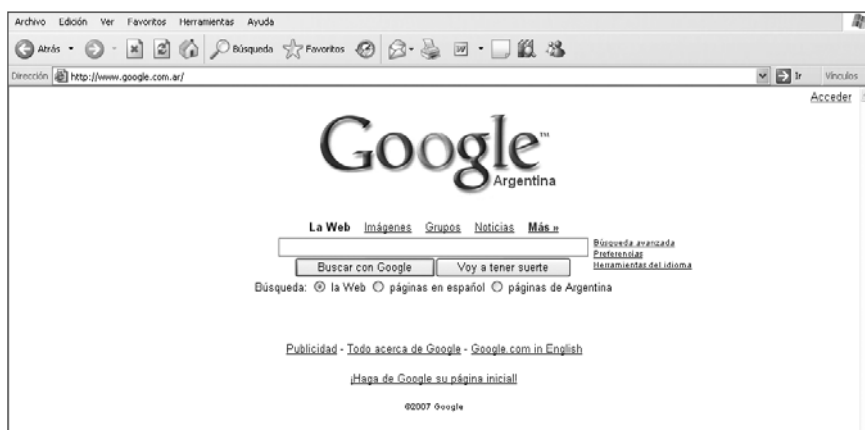 Archivo Edición Ver Favoritos Herramientas Ayuda
Atrás Búsqueda Favoritos
Dirección http://www.google.com.ar/ Ir Vínculos
Acceder
Google™
Argentina
La Web Imágenes Grupos Noticias Más »
Búsqueda avanzada
Preferencias
Buscar con Google Voy a tener suerte Herramientas del idioma
Búsqueda: la Web páginas en español páginas de Argentina
Publicidad - Todo acerca de Google - Google.com in English
¡Haga de Google su página inicial!
©2007 Google